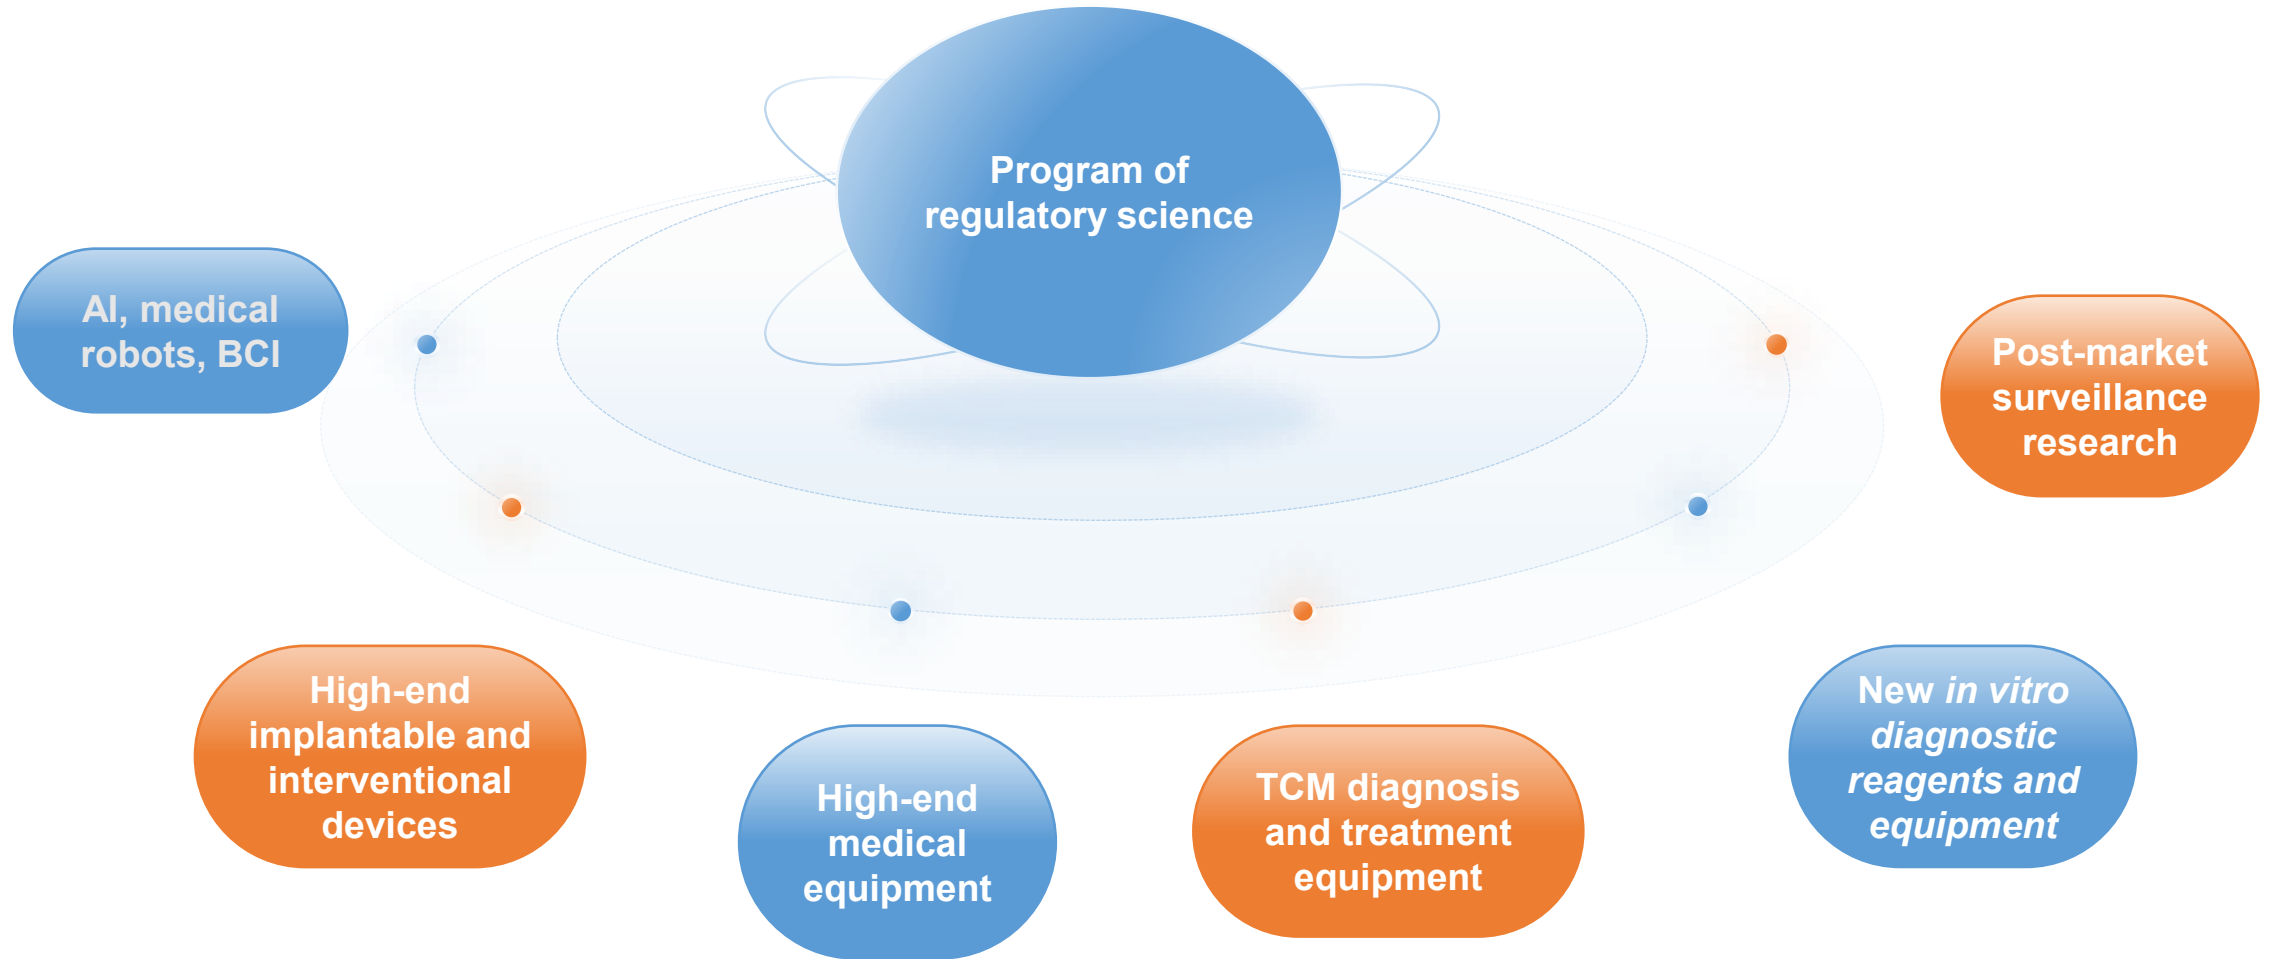 Program of
regulatory science
AI, medical
robots, BCI
High-end
implantable and
interventional
devices
High-end
medical
equipment
TCM diagnosis
and treatment
equipment
New in vitro
diagnostic
reagents and
equipment
Post-market
surveillance
research